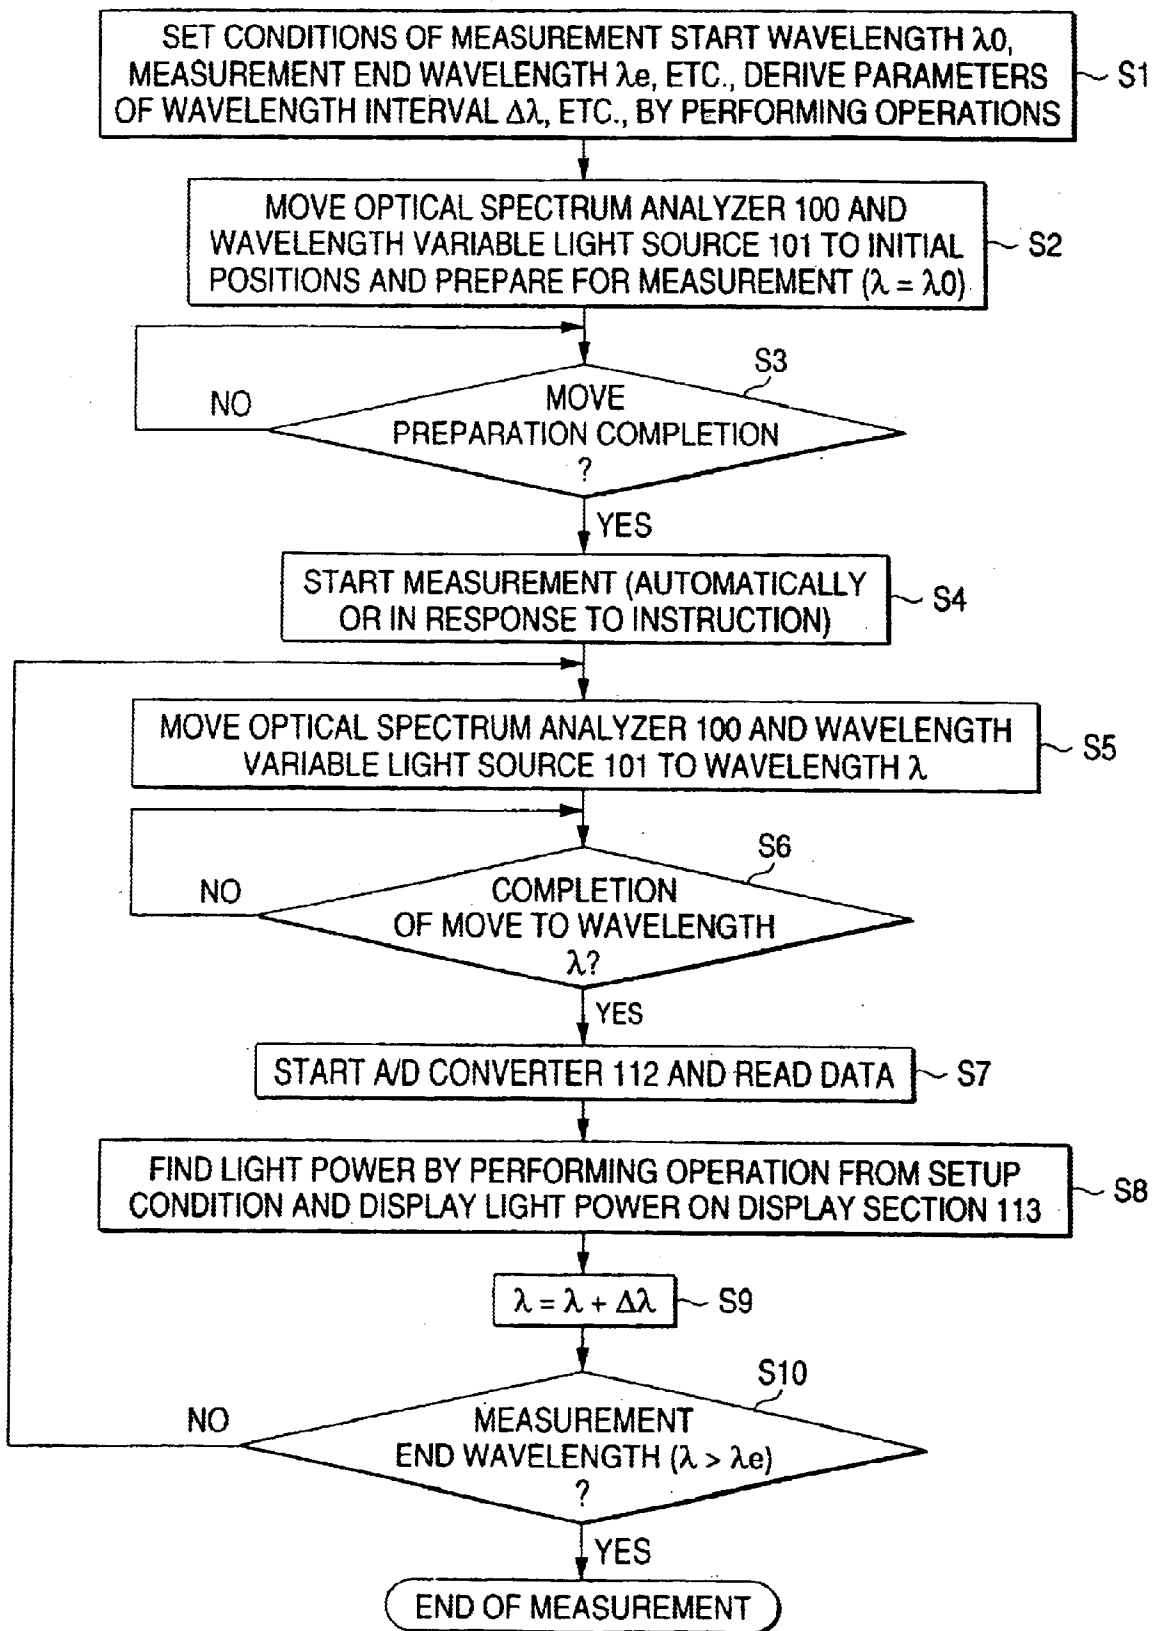 SET CONDITIONS OF MEASUREMENT START WAVELENGTH λ0,
MEASUREMENT END WAVELENGTH λe, ETC., DERIVE PARAMETERS
OF WAVELENGTH INTERVAL Δλ, ETC., BY PERFORMING OPERATIONS
S1
MOVE OPTICAL SPECTRUM ANALYZER 100 AND
WAVELENGTH VARIABLE LIGHT SOURCE 101 TO INITIAL
POSITIONS AND PREPARE FOR MEASUREMENT (λ = λ0)
S2
S3
NO
MOVE
PREPARATION COMPLETION
?
YES
START MEASUREMENT (AUTOMATICALLY
OR IN RESPONSE TO INSTRUCTION)
S4
MOVE OPTICAL SPECTRUM ANALYZER 100 AND WAVELENGTH
VARIABLE LIGHT SOURCE 101 TO WAVELENGTH λ
S5
S6
NO
COMPLETION
OF MOVE TO WAVELENGTH
λ?
YES
START A/D CONVERTER 112 AND READ DATA
S7
FIND LIGHT POWER BY PERFORMING OPERATION FROM SETUP
CONDITION AND DISPLAY LIGHT POWER ON DISPLAY SECTION 113
S8
λ = λ + Δλ
S9
S10
NO
MEASUREMENT
END WAVELENGTH (λ > λe)
?
YES
END OF MEASUREMENT